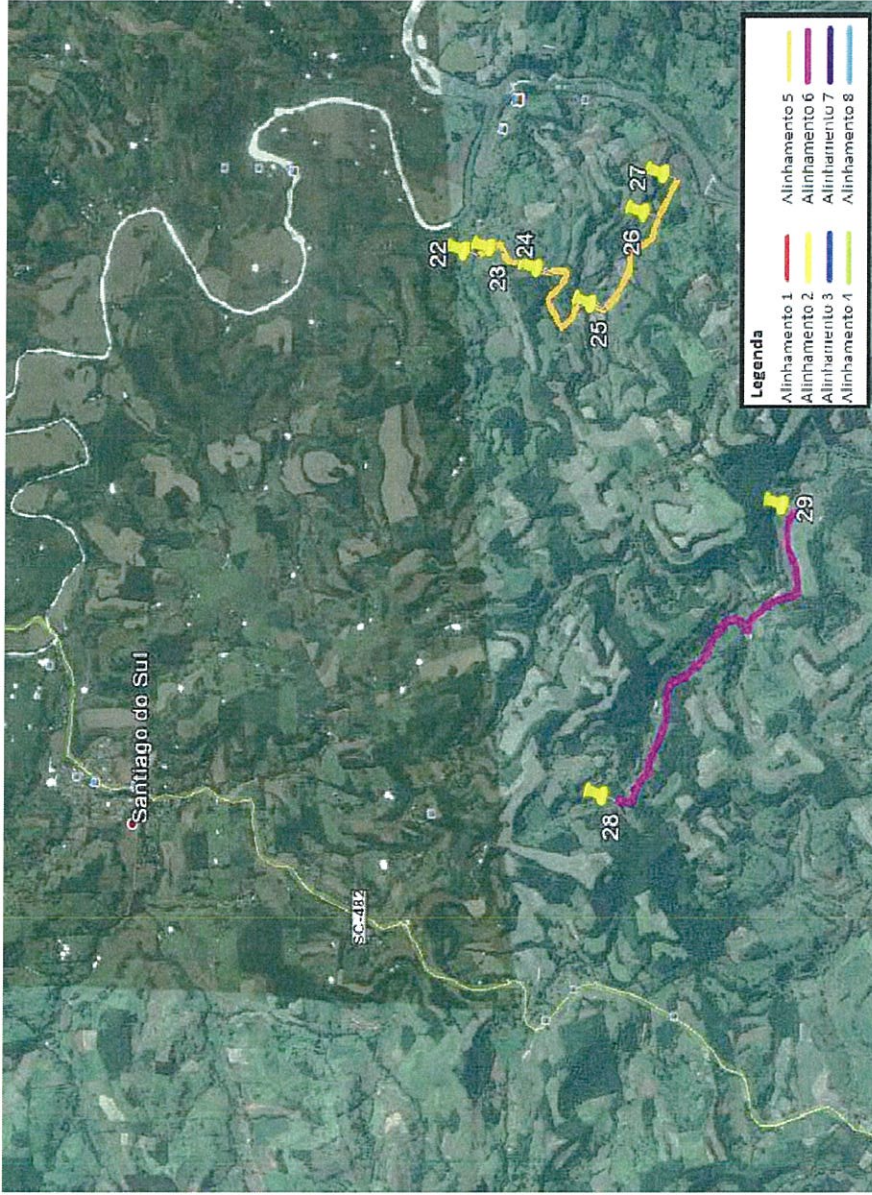 Santiago do Sul
SC-482
22
23
24
25
26
27
28
29
Legenda
Alinhamento 1
Alinhamento 2
Alinhamento 3
Alinhamento 4
Alinhamento 5
Alinhamento 6
Alinhamento 7
Alinhamento 8